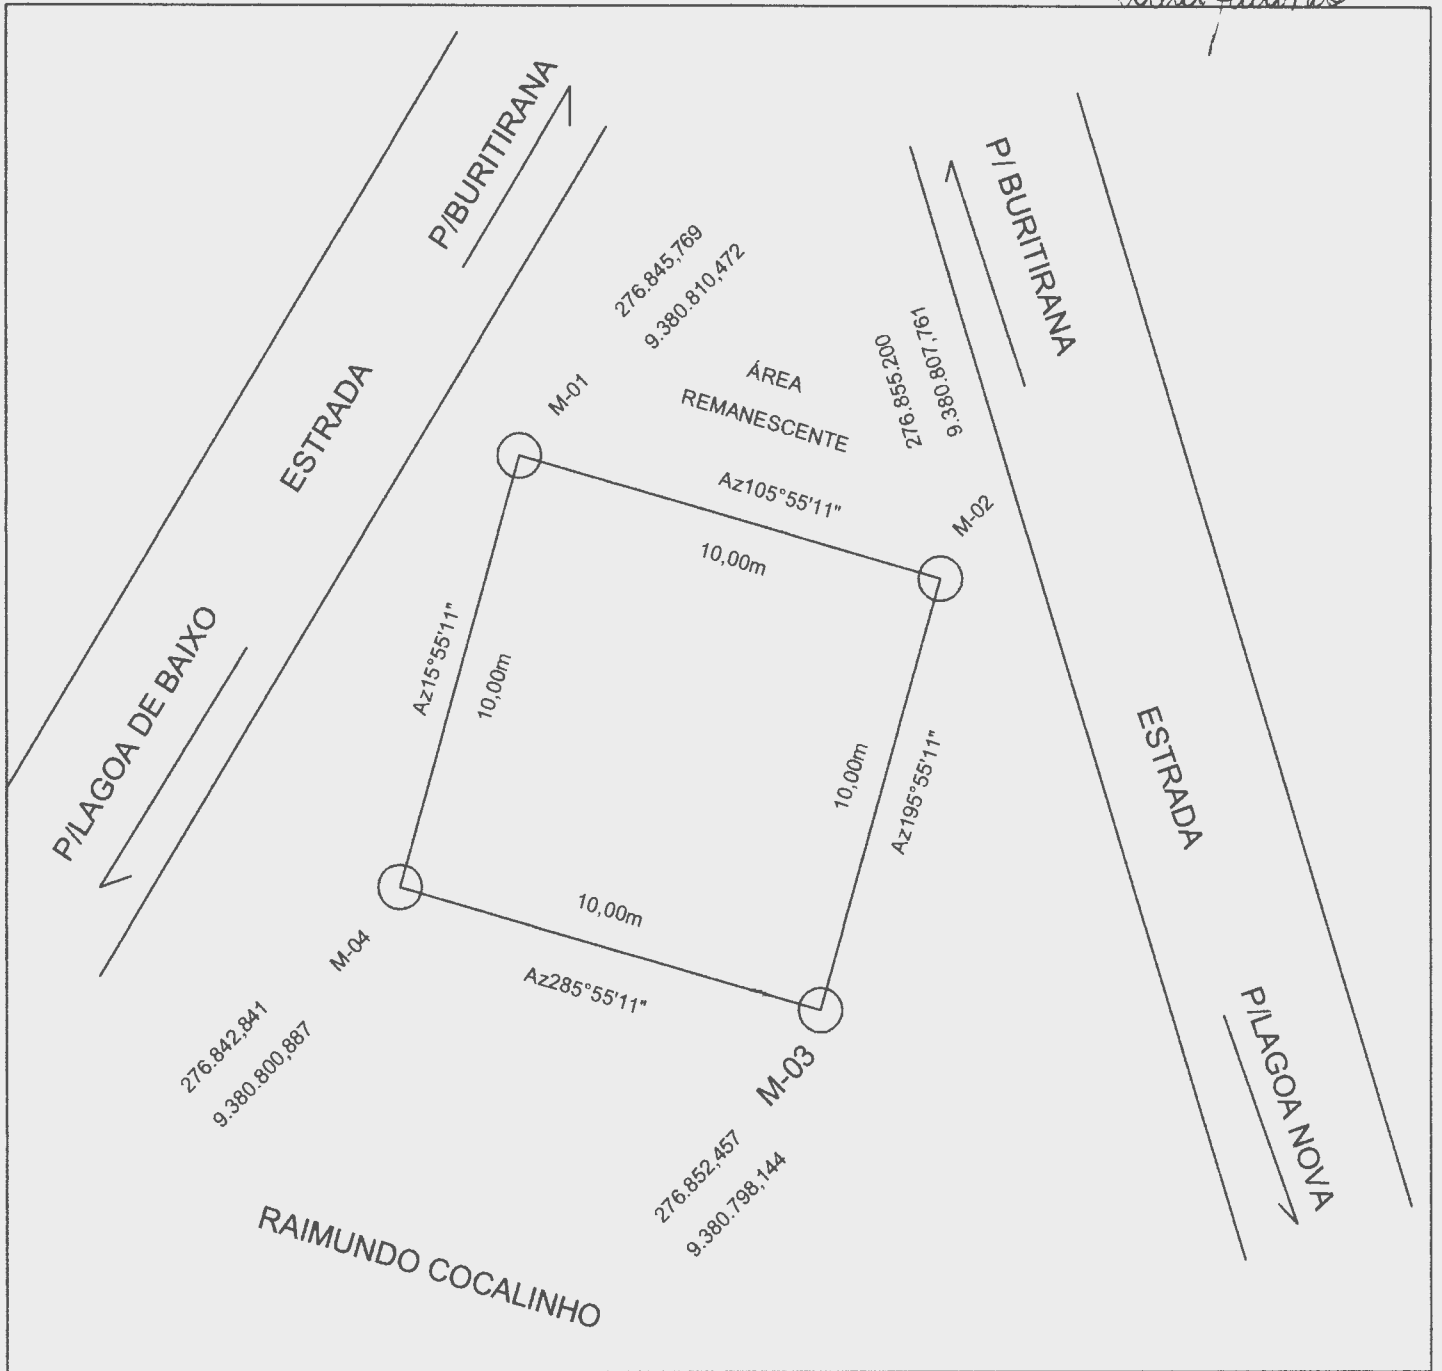 P/BURITIRANA
P/BURITIRANA
276.845,769
9.380.810,472
276.855.200
9.380.807,761
ÁREA
REMANESCENTE
ESTRADA
M-01
Az105°55'11"
10,00m
M-02
P/LAGOA DE BAIXO
Az15°55'11"
10,00m
10,00m
Az195°55'11"
ESTRADA
10,00m
Az285°55'11"
M-04
276.842,841
9.380.800,887
M-03
276.852,457
9.380.798,144
P/LAGOA NOVA
RAIMUNDO COCALINHO